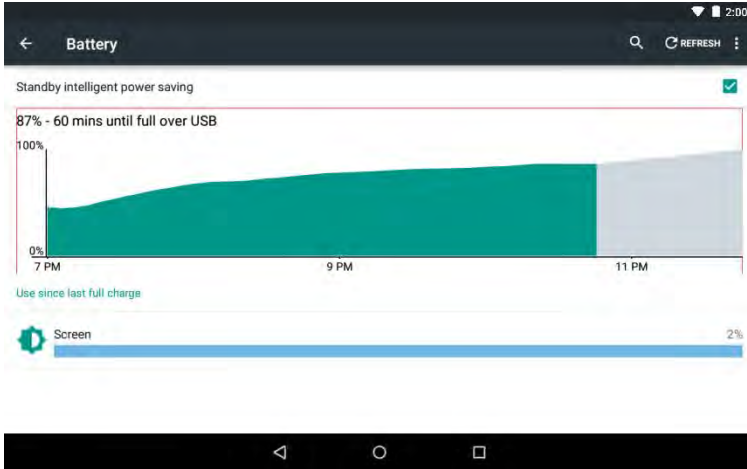 2:00
Battery
REFRESH
Standby intelligent power saving
87% - 60 mins until full over USB
100%
0%
7 PM 9 PM 11 PM
Use since last full charge
Screen 2%